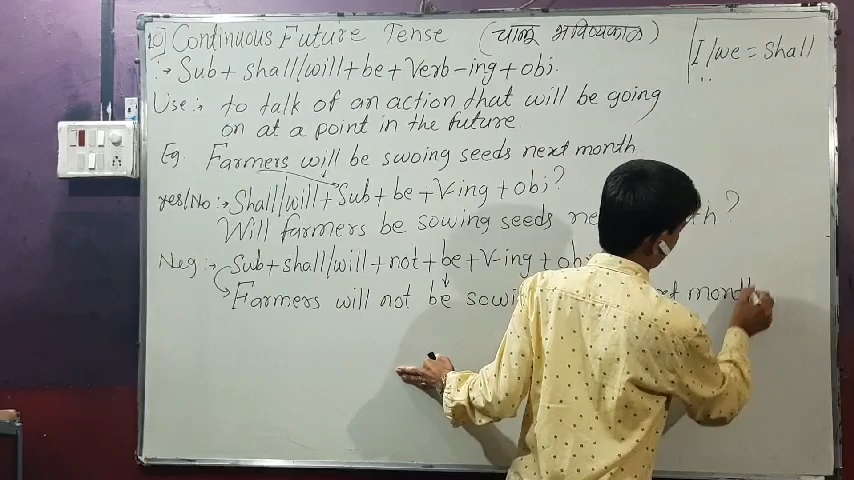 10] Continuous Future Tense (चालू भविष्यकाळ)
I/we = Shall
:→ Sub + shall/will + be + Verb-ing + obj.
Use :→ to talk of an action that will be going
on at a point in the future.
Eg. Farmers will be swoing seeds next month.
Yes/No :→ Shall/will + Sub + be + V-ing + obj ?
Will farmers be sowing seeds ?
Neg :→ Sub + shall/will + not + be + V-ing + obj
Farmers will not be month